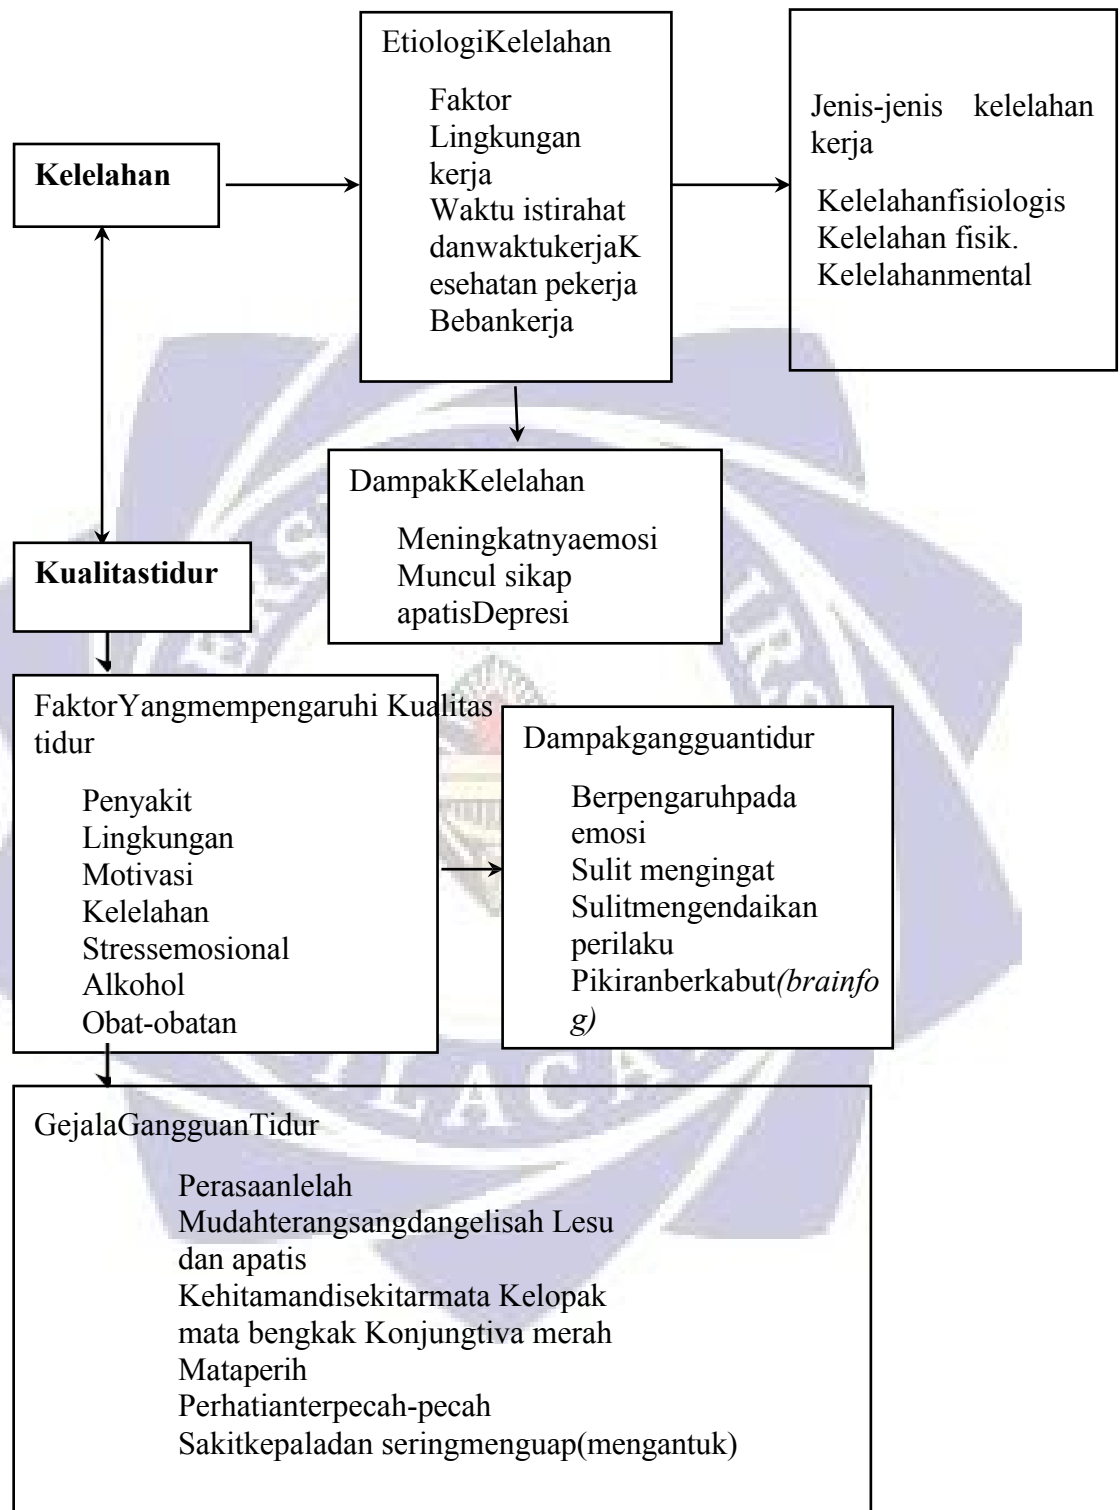 EtiologiKelelahan
Faktor
Lingkungan
kerja
Waktu istirahat
danwaktukerjaK
esehatan pekerja
Bebankerja
Jenis-jenis kelelahan
kerja
Kelelahanfisiologis
Kelelahan fisik.
Kelelahanmental
Kelelahan
DampakKelelahan
Meningkatnyaemosi
Muncul sikap
apatisDepresi
Kualitastidur
FaktorYangmempengaruhi Kualitas
tidur
Penyakit
Lingkungan
Motivasi
Kelelahan
Stressemosional
Alkohol
Obat-obatan
Dampakgangguantidur
Berpengaruhpada
emosi
Sulit mengingat
Sulitmengendaikan
perilaku
Pikiranberkabut(brainfo
g)
GejalaGangguanTidur
Perasaanlelah
Mudahterangsangdangelisah Lesu
dan apatis
Kehitamandisekitarmata Kelopak
mata bengkak Konjungtiva merah
Mataperih
Perhatianterpecah-pecah
Sakitkepaladan seringmenguap(mengantuk)